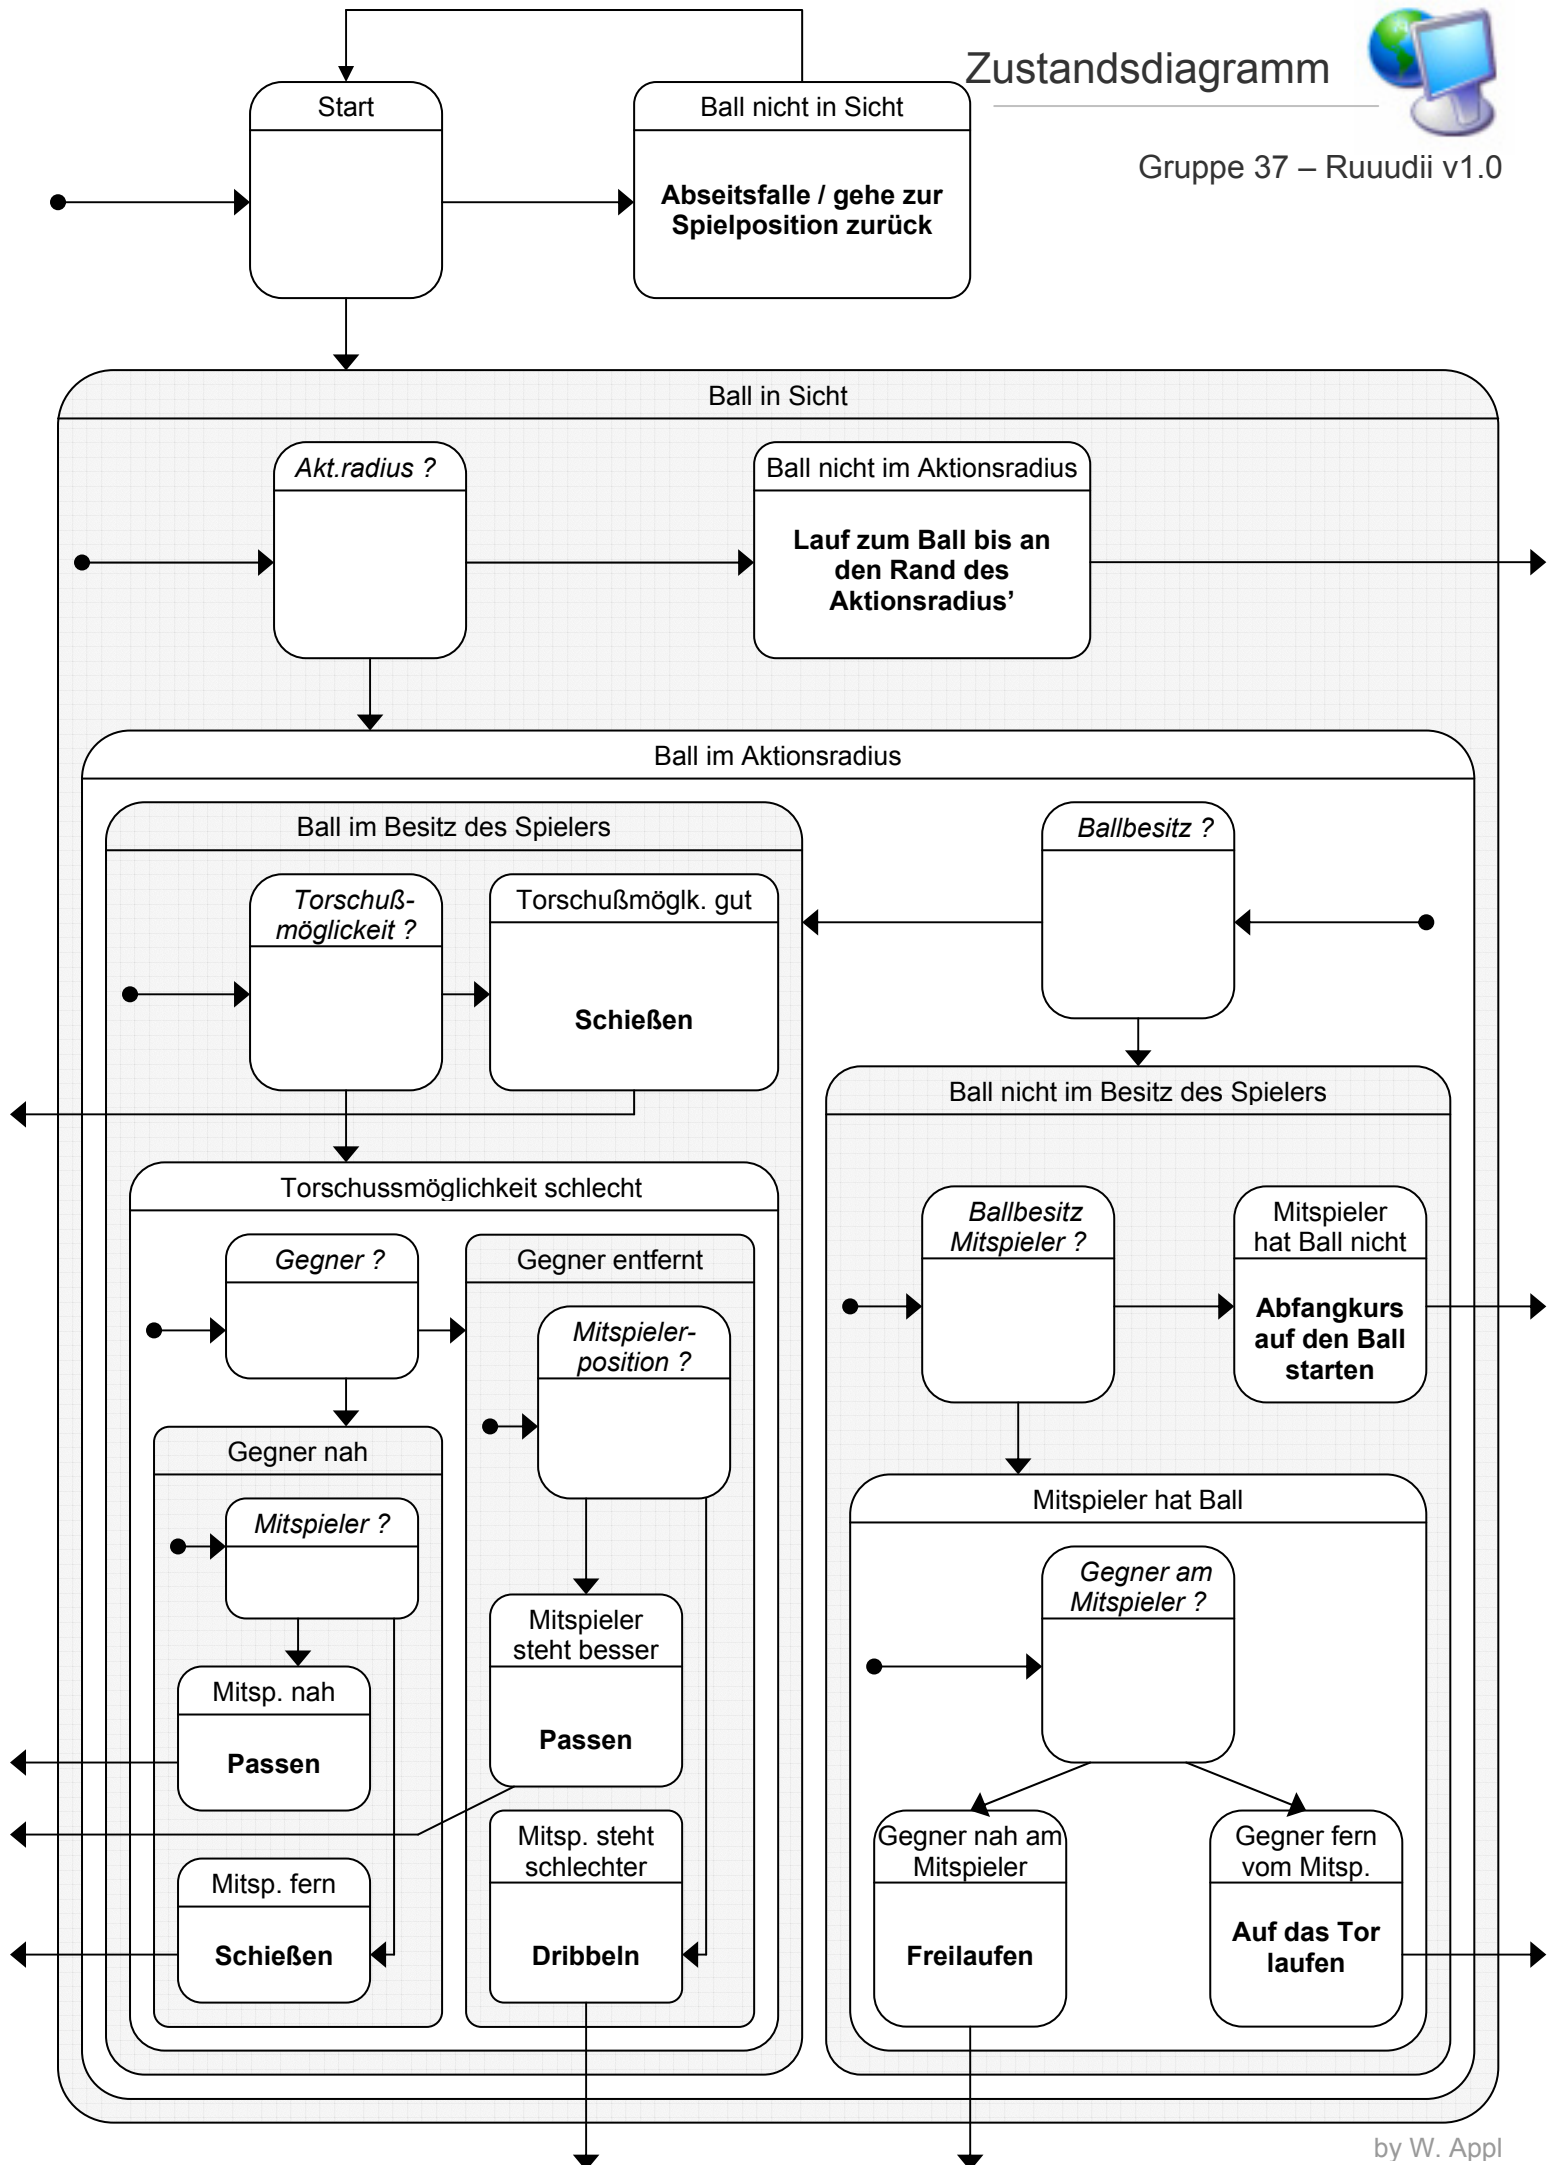 Zustandsdiagramm
Gruppe 37 – Ruuudii v1.0
Start
Ball nicht in Sicht
Abseitsfalle / gehe zur
Spielposition zurück
Ball in Sicht
Akt.radius ?
Ball nicht im Aktionsradius
Lauf zum Ball bis an
den Rand des
Aktionsradius’
Ball im Aktionsradius
Ball im Besitz des Spielers
Torschuß-
möglickeit ?
Torschußmöglk. gut
Schießen
Ballbesitz ?
Torschussmöglichkeit schlecht
Gegner ?
Gegner nah
Mitspieler ?
Mitsp. nah
Passen
Mitsp. fern
Schießen
Gegner entfernt
Mitspieler-
position ?
Mitspieler
steht besser
Passen
Mitsp. steht
schlechter
Dribbeln
Ball nicht im Besitz des Spielers
Ballbesitz
Mitspieler ?
Mitspieler
hat Ball nicht
Abfangkurs
auf den Ball
starten
Mitspieler hat Ball
Gegner am
Mitspieler ?
Gegner nah am
Mitspieler
Freilaufen
Gegner fern
vom Mitsp.
Auf das Tor
laufen
by W. Appl